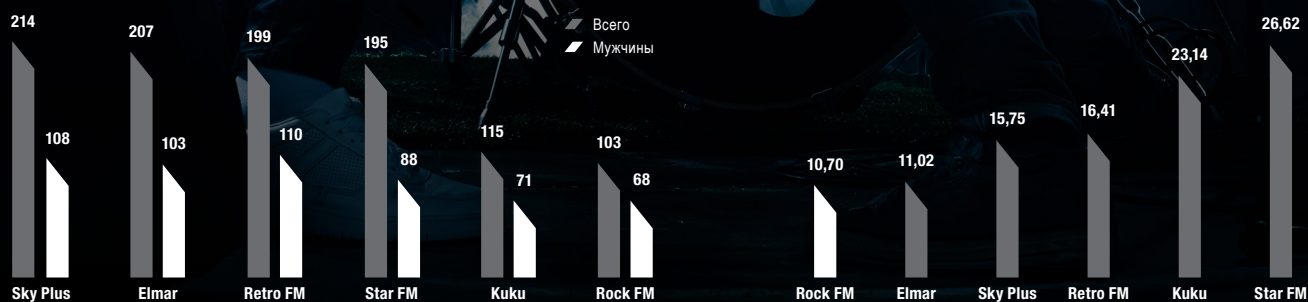 Всего
Мужчины
214
108
207
103
199
110
195
88
115
71
103
68
Sky Plus
Elmar
Retro FM
Star FM
Kuku
Rock FM
10,70
11,02
15,75
16,41
23,14
26,62
Rock FM
Elmar
Sky Plus
Retro FM
Kuku
Star FM